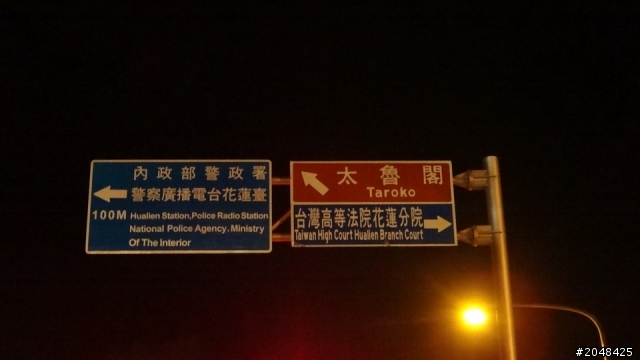 內政部警政署
警察廣播電台花蓮臺
100M
Hualien Station,Police Radio Station
National Police Agency,Ministry
Of The Interior
太魯閣
Taroko
台灣高等法院花蓮分院
Taiwan High Court Hualien Branch Court
#2048425